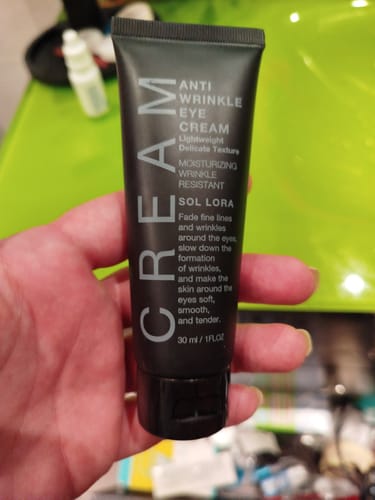 CREAM
ANTI
WRINKLE
EYE
CREAM
Lightweight
Delicate Texture
MOISTURIZING
WRINKLE
RESISTANT
SOL LORA
Fade fine lines
and wrinkles
around the eyes,
slow down the
formation
of wrinkles,
and make the
skin around the
eyes soft,
smooth,
and tender.
30 ml / 1FLOZ